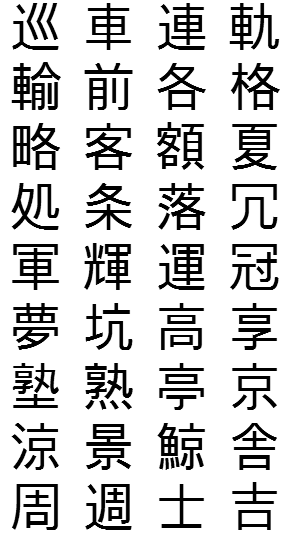 巡 車 連 軌
輸 前 各 格
略 客 額 夏
処 条 落 冗
軍 輝 運 冠
夢 坑 高 享
塾 熟 亭 京
涼 景 鯨 舎
周 週 士 吉